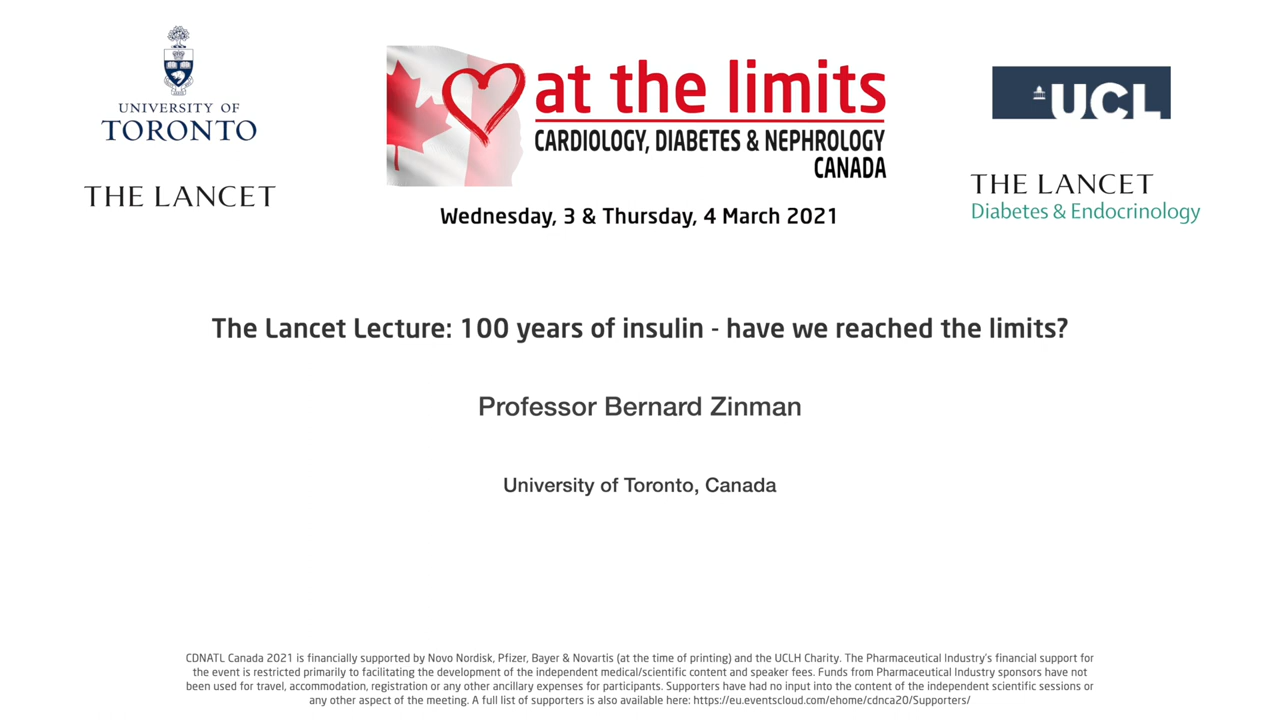 UNIVERSITY OF
TORONTO
THE LANCET
at the limits
CARDIOLOGY, DIABETES & NEPHROLOGY
CANADA
Wednesday, 3 & Thursday, 4 March 2021
UCL
THE LANCET
Diabetes & Endocrinology
The Lancet Lecture: 100 years of insulin - have we reached the limits?
Professor Bernard Zinman
University of Toronto, Canada
CDNATL Canada 2021 is financially supported by Novo Nordisk, Pfizer, Bayer & Novartis (at the time of printing) and the UCLH Charity. The Pharmaceutical Industry's financial support for
the event is restricted primarily to facilitating the development of the independent medical/scientific content and speaker fees. Funds from Pharmaceutical Industry sponsors have not
been used for travel, accommodation, registration or any other ancillary expenses for participants. Supporters have had no input into the content of the independent scientific sessions or
any other aspect of the meeting. A full list of supporters is also available here: https://eu.eventscloud.com/ehome/cdnca20/Supporters/